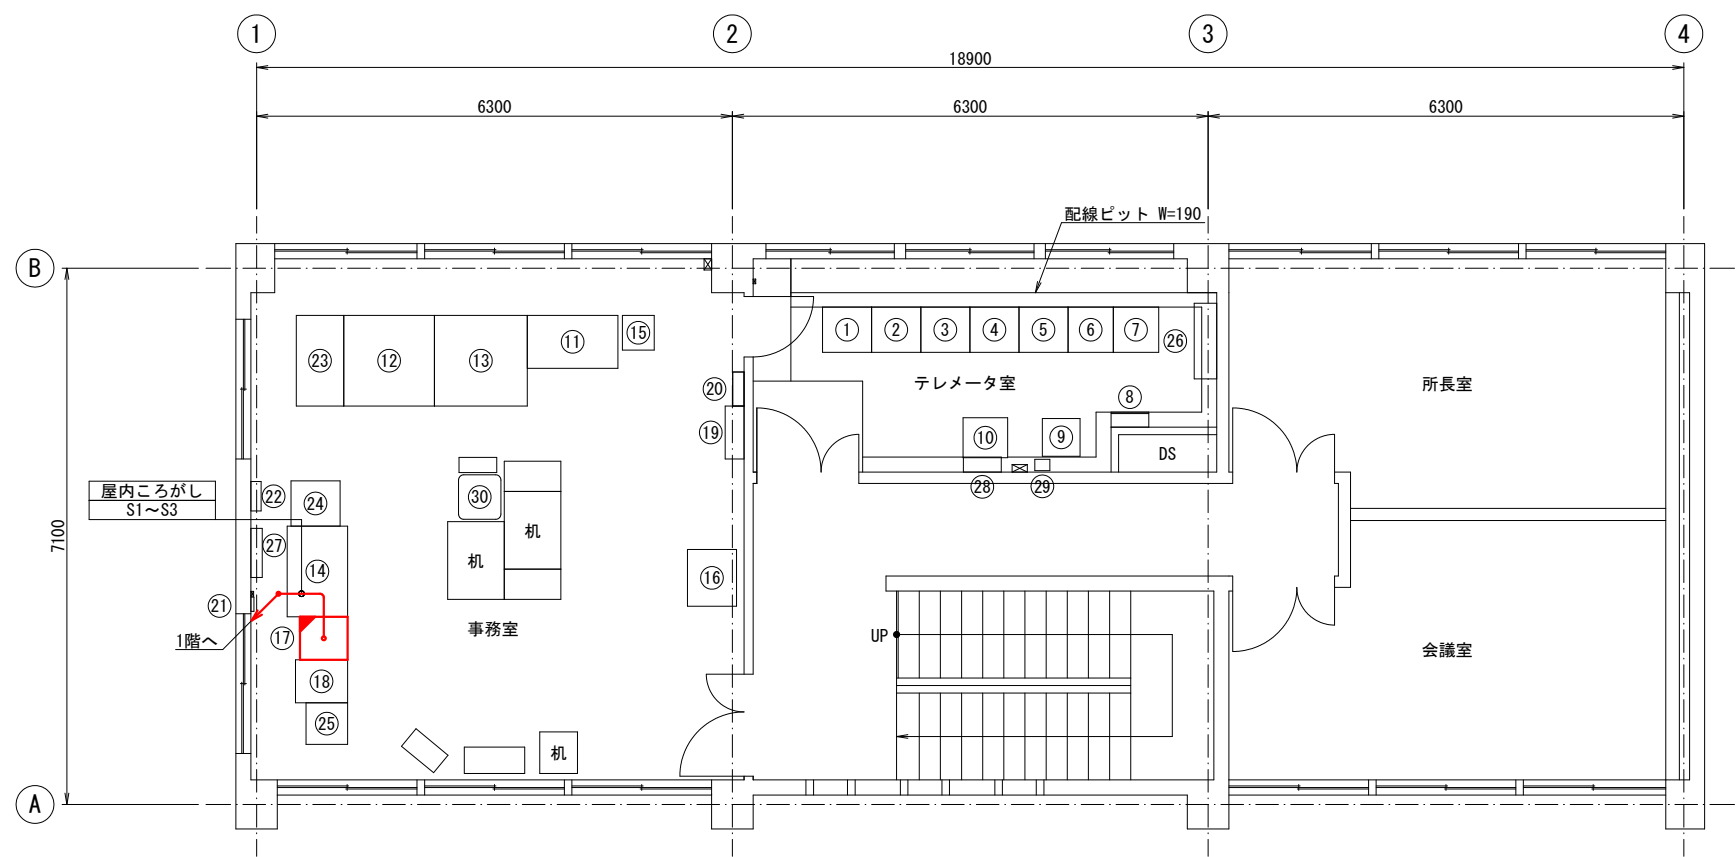 ① ② ③ ④
18900
6300 6300 6300
配線ピット W=190
Ⓑ
① ② ③ ④ ⑤ ⑥ ⑦
⑮
⑪
㉖
㉓ ⑫ ⑬
テレメータ室
所長室
⑳
⑧
⑲
⑩ ⑨
DS
屋内ころがし
S1～S3
㉒ ㉔
㉚
㉘ ㉙
7100
机
㉗
机
⑭
⑯
㉑
1階へ
⑰
事務室
UP
会議室
⑱
㉕
机
Ⓐ